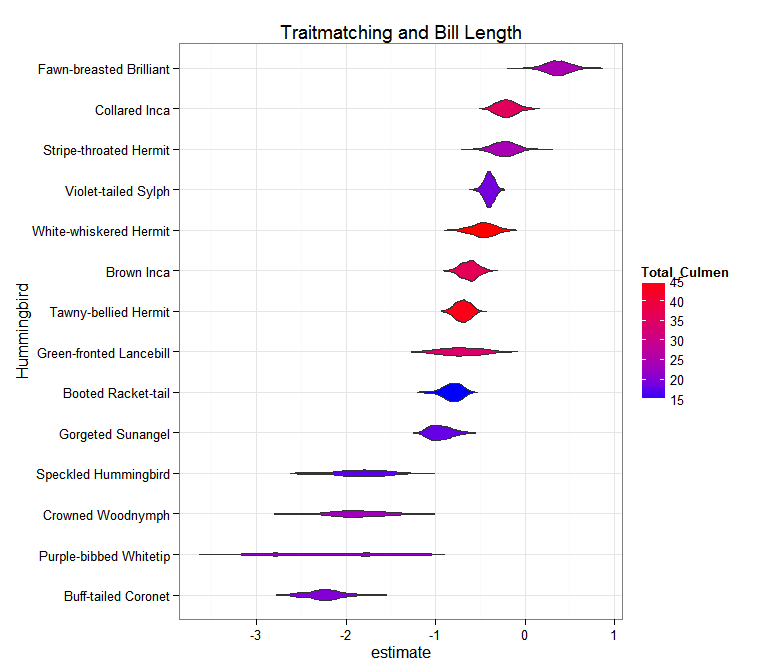 Traitmatching and Bill Length
Fawn-breasted Brilliant
Collared Inca
Stripe-throated Hermit
Violet-tailed Sylph
White-whiskered Hermit
Brown Inca
Tawny-bellied Hermit
Green-fronted Lancebill
Booted Racket-tail
Gorgeted Sunangel
Speckled Hummingbird
Crowned Woodnymph
Purple-bibbed Whitetip
Buff-tailed Coronet
Hummingbird
-3 -2 -1 0 1
estimate
Total_Culmen
45
40
35
30
25
20
15